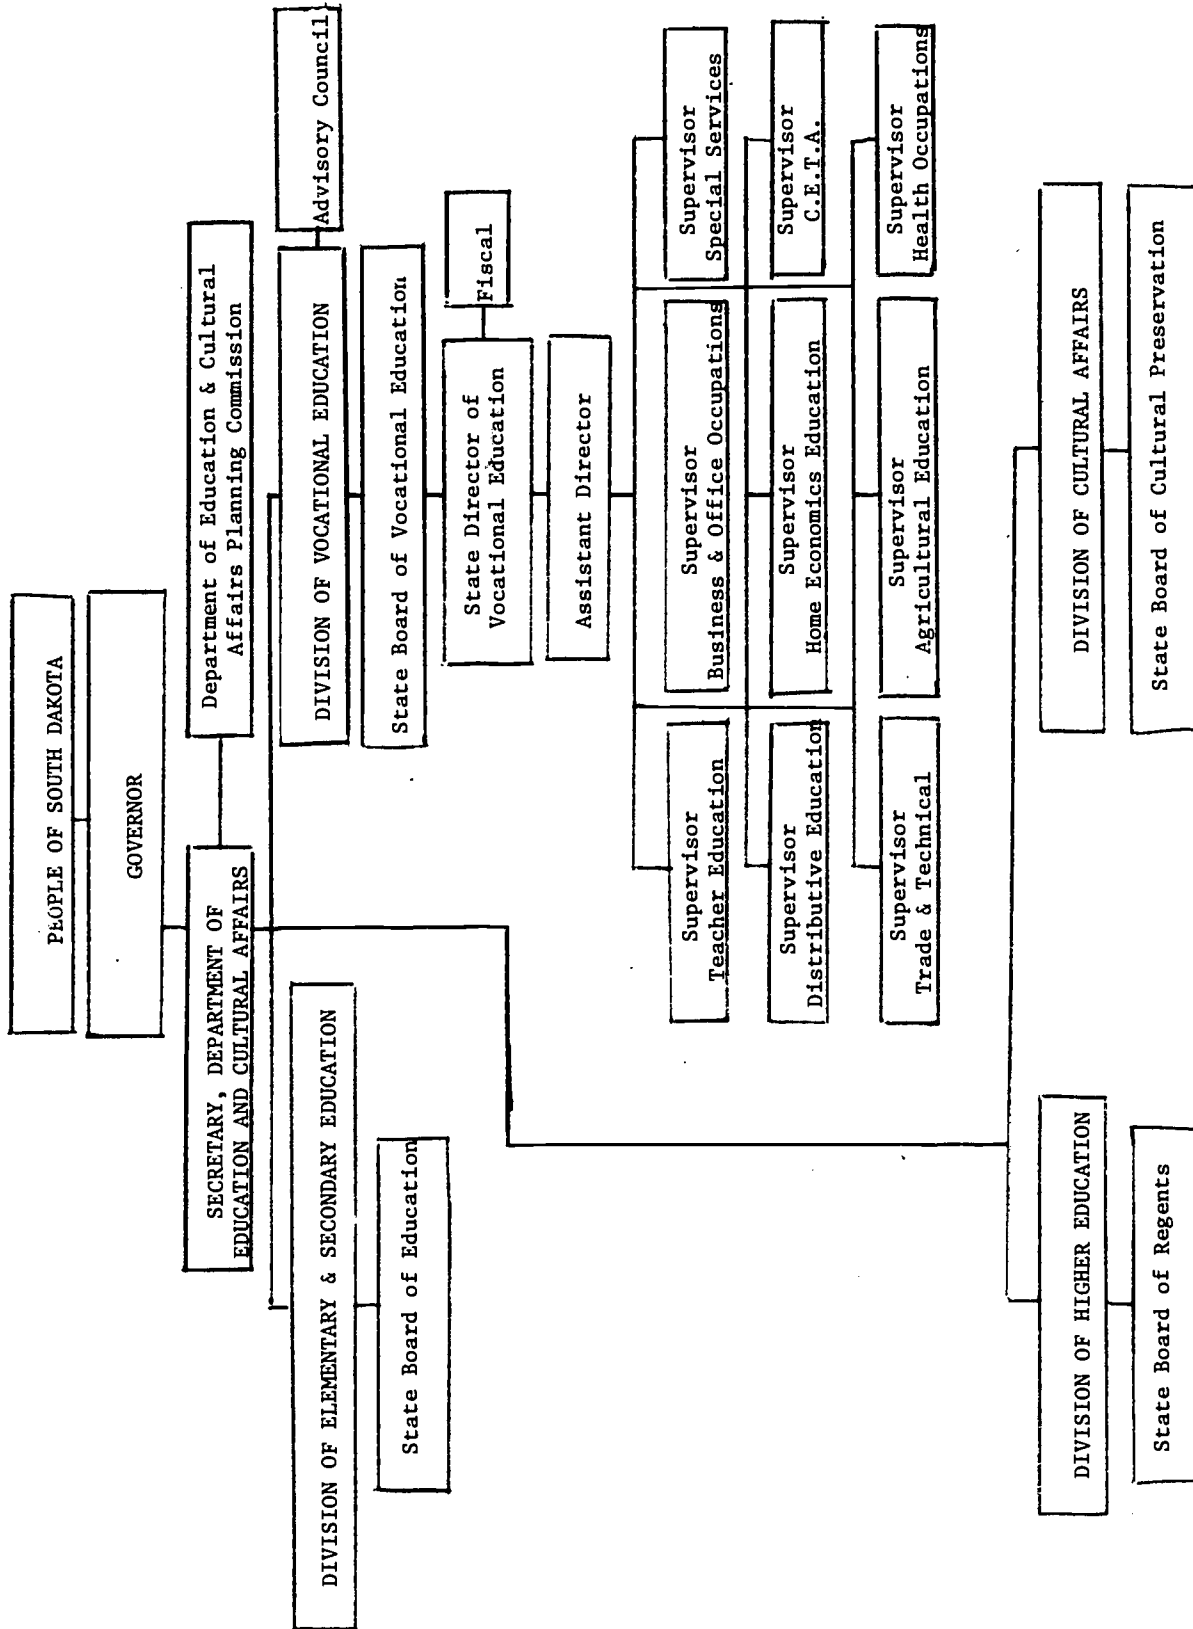 PEOPLE OF SOUTH DAKOTA
GOVERNOR
SECRETARY, DEPARTMENT OF
EDUCATION AND CULTURAL AFFAIRS
Department of Education & Cultural
Affairs Planning Commission
DIVISION OF ELEMENTARY & SECONDARY EDUCATION
State Board of Education
DIVISION OF VOCATIONAL EDUCATION
Advisory Council
State Board of Vocational Education
State Director of
Vocational Education
Fiscal
Assistant Director
Supervisor
Teacher Education
Supervisor
Business & Office Occupations
Supervisor
Special Services
Supervisor
Distributive Education
Supervisor
Home Economics Education
Supervisor
C.E.T.A.
Supervisor
Trade & Technical
Supervisor
Agricultural Education
Supervisor
Health Occupations
DIVISION OF HIGHER EDUCATION
State Board of Regents
DIVISION OF CULTURAL AFFAIRS
State Board of Cultural Preservation